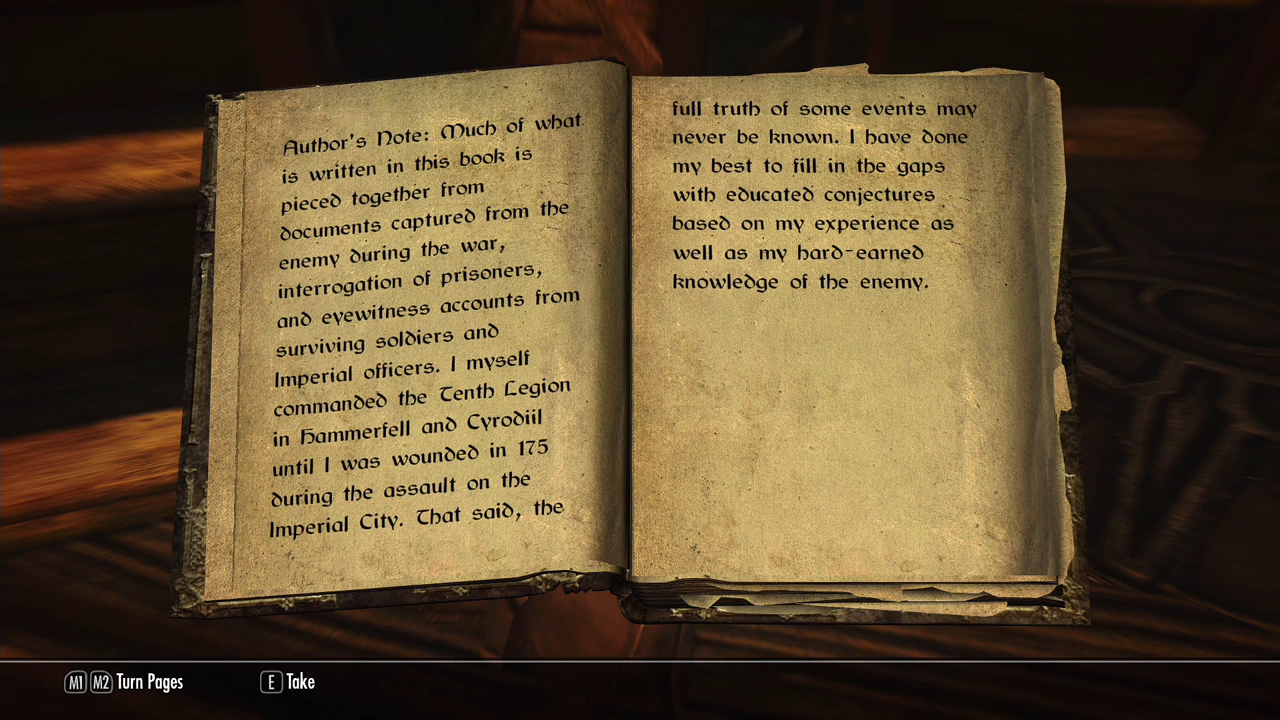 Author's Note: Much of what
is written in this book is
pieced together from
documents captured from the
enemy during the war,
interrogation of prisoners,
and eyewitness accounts from
surviving soldiers and
Imperial officers. I myself
commanded the Tenth Legion
in Hammerfell and Cyrodiil
until I was wounded in 175
during the assault on the
Imperial City. That said, the
full truth of some events may
never be known. I have done
my best to fill in the gaps
with educated conjectures
based on my experience as
well as my hard-earned
knowledge of the enemy.
M1 M2 Turn Pages
E Take